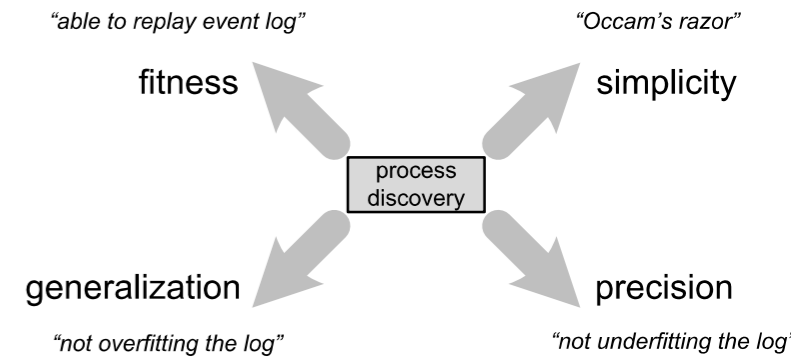 “able to replay event log”
“Occam’s razor”
fitness
simplicity
process
discovery
generalization
precision
“not overfitting the log”
“not underfitting the log”